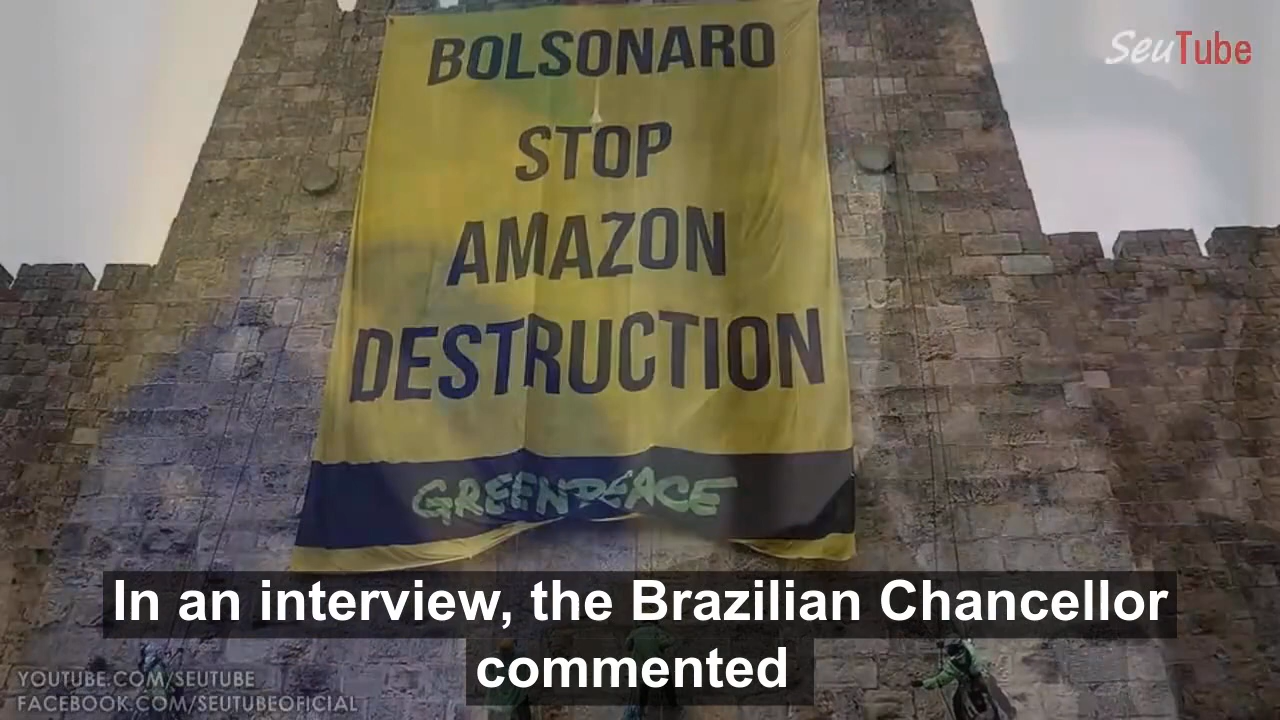 SeuTube
BOLSONARO
STOP
AMAZON
DESTRUCTION
GREENPEACE
In an interview, the Brazilian Chancellor
commented
YOUTUBE.COM/SEUTUBE
FACEBOOK.COM/SEUTUBEOFICIAL